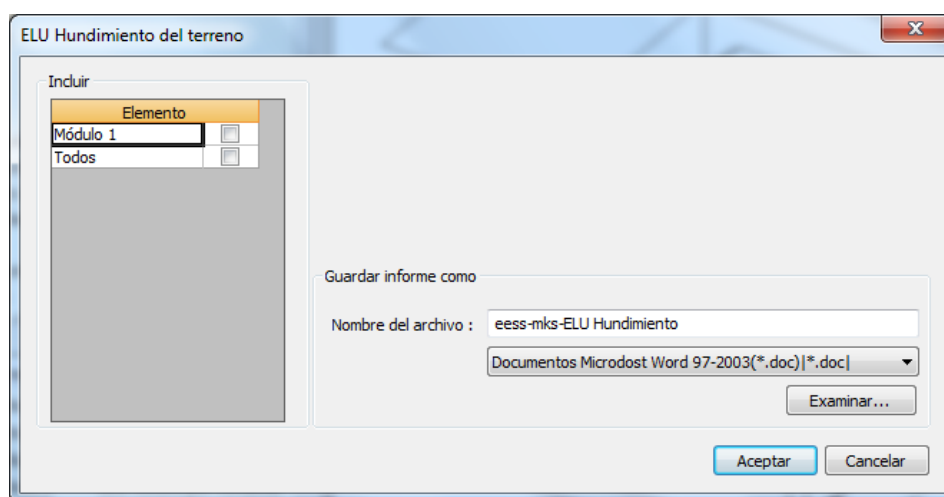 ELU Hundimiento del terreno
Incluir
Elemento
Módulo 1
Todos
Guardar informe como
Nombre del archivo : eess-mks-ELU Hundimiento
Documentos Microdost Word 97-2003(*.doc)|*.doc|
Examinar...
Aceptar Cancelar